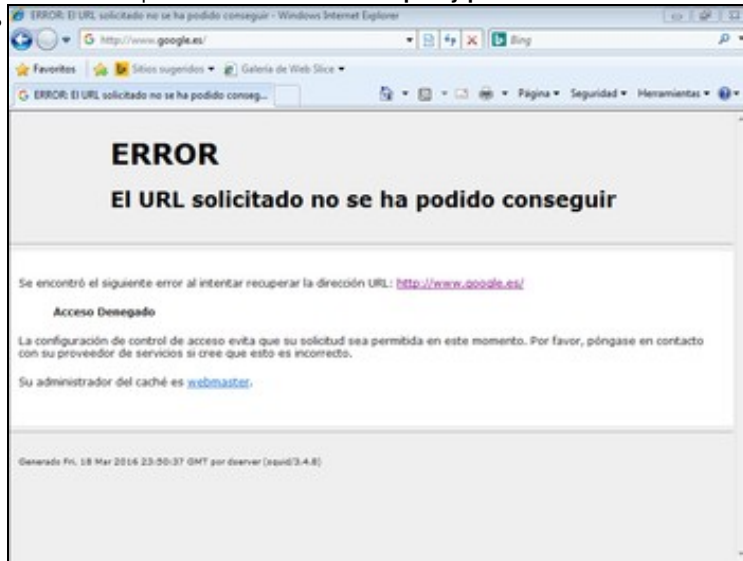 ERROR: El URL solicitado no se ha podido conseguir - Windows Internet Explorer
http://www.google.es/
Bing
Favoritos Sitios sugeridos Galería de Web Slice
ERROR: El URL solicitado no se ha podido conseg... Página Seguridad Herramientas
ERROR
El URL solicitado no se ha podido conseguir
Se encontró el siguiente error al intentar recuperar la dirección URL: http://www.google.es/
Acceso Denegado
La configuración de control de acceso evita que su solicitud sea permitida en este momento. Por favor, póngase en contacto
con su proveedor de servicios si cree que esto es incorrecto.
Su administrador del caché es webmaster.
Generado Fri, 18 Mar 2016 23:50:37 GMT por dserver (squid/3.4.8)